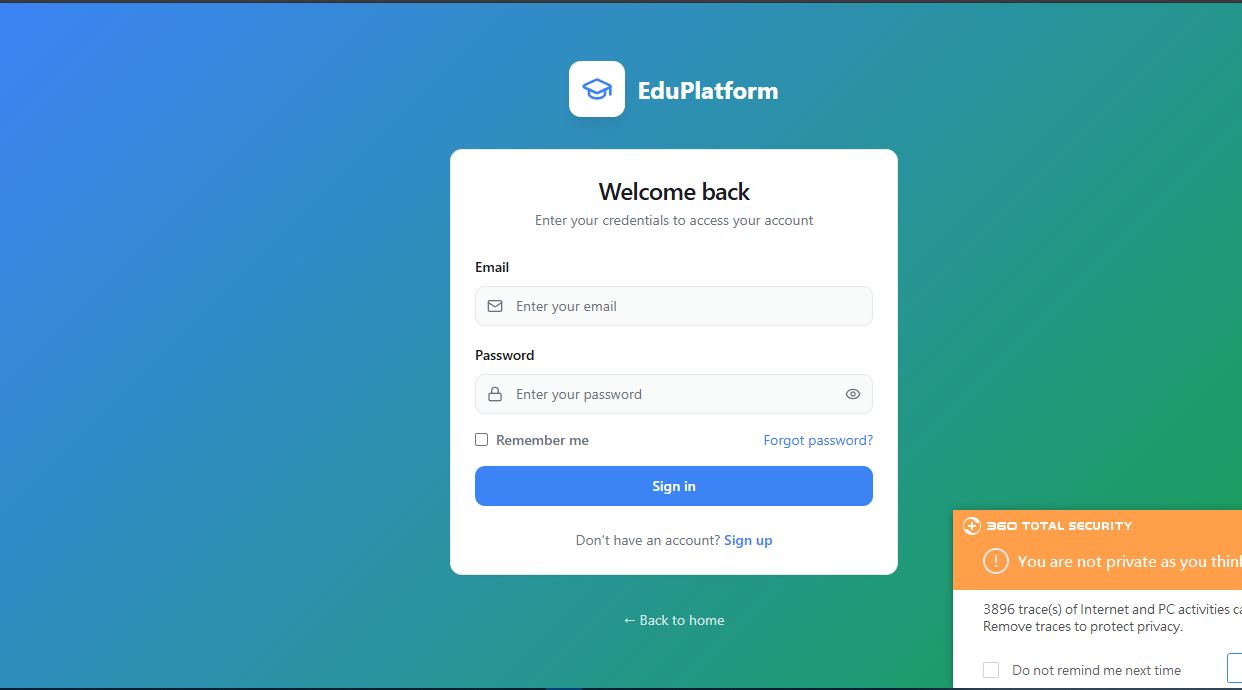 EduPlatform
Welcome back
Enter your credentials to access your account
Email
Enter your email
Password
Enter your password
Remember me
Forgot password?
Sign in
Don't have an account? Sign up
← Back to home
360 TOTAL SECURITY
You are not private as you
3896 trace(s) of Internet and PC activities
Remove traces to protect privacy.
Do not remind me next time